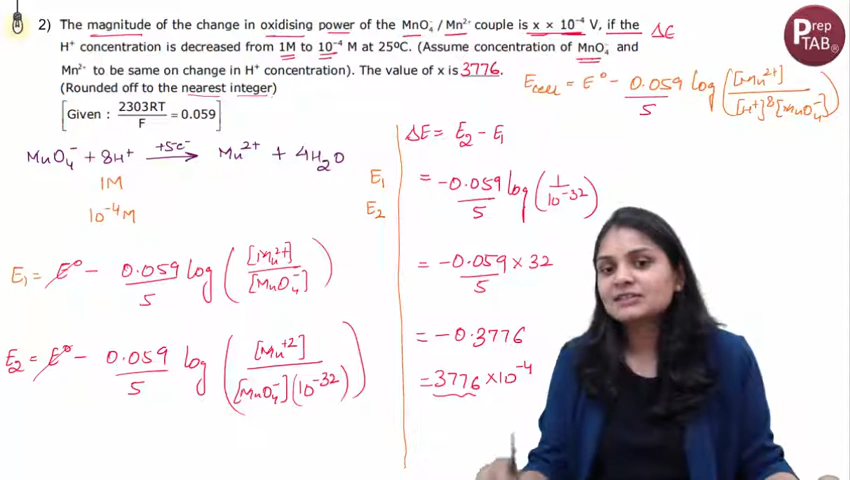 2) The magnitude of the change in oxidising power of the MnO₄⁻ / Mn²⁺ couple is x × 10⁻⁴ V, if the ΔE
H⁺ concentration is decreased from 1M to 10⁻⁴ M at 25ºC. (Assume concentration of MnO₄⁻ and
Mn²⁺ to be same on change in H⁺ concentration). The value of x is 3776.
(Rounded off to the nearest integer)
[Given : 2303RT/F = 0.059]
Prep
TAB®
Ecell = E° - 0.059/5 log([Mn²⁺]/[H⁺]⁸[MnO₄⁻])
MnO₄⁻ + 8H⁺ +5e⁻→ Mn²⁺ + 4H₂O
1M E₁
10⁻⁴M E₂
E₁ = E° - 0.059/5 log([Mn²⁺]/[MnO₄⁻])
E₂ = E° - 0.059/5 log([Mn⁺²]/[MnO₄⁻](10⁻³²))
ΔE = E₂ - E₁
= -0.059/5 log(1/10⁻³²)
= -0.059/5 × 32
= -0.3776
= 3776 × 10⁻⁴